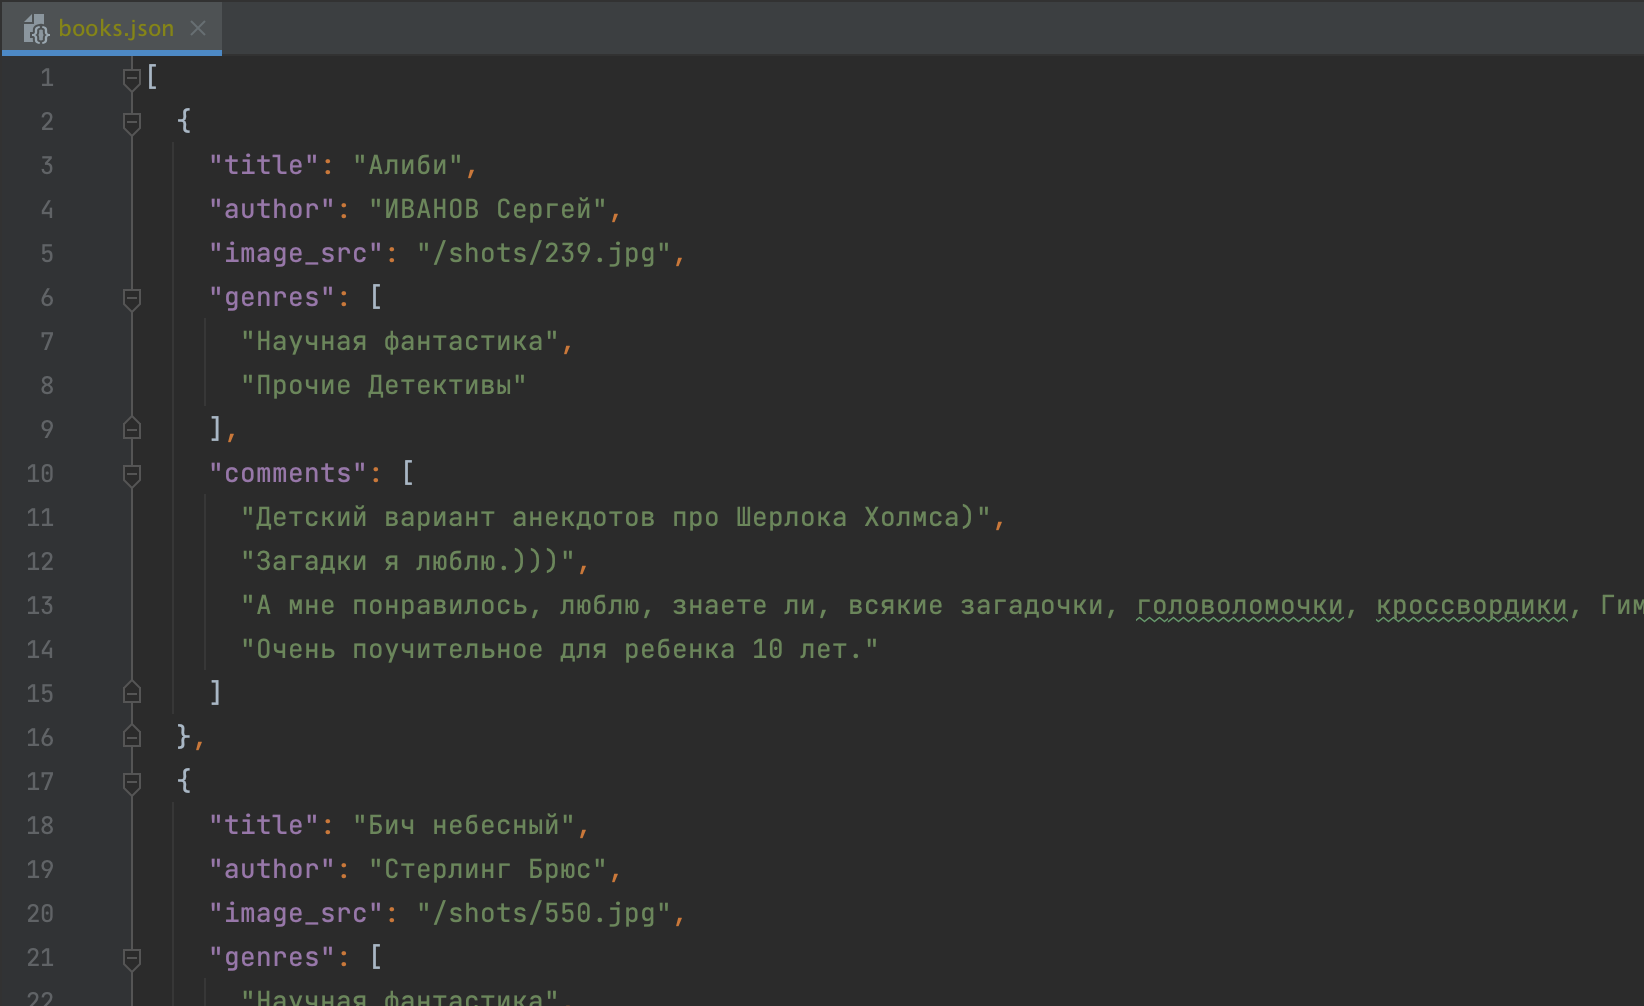 books.json
1 [
2 {
3 "title": "Алиби",
4 "author": "ИВАНОВ Сергей",
5 "image_src": "/shots/239.jpg",
6 "genres": [
7 "Научная фантастика",
8 "Прочие Детективы"
9 ],
10 "comments": [
11 "Детский вариант анекдотов про Шерлока Холмса)",
12 "Загадки я люблю.)))",
13 "А мне понравилось, люблю, знаете ли, всякие загадочки, головоломочки, кроссвордики, Гим
14 "Очень поучительное для ребенка 10 лет."
15 ]
16 },
17 {
18 "title": "Бич небесный",
19 "author": "Стерлинг Брюс",
20 "image_src": "/shots/550.jpg",
21 "genres": [
22 "Научная фантастика",